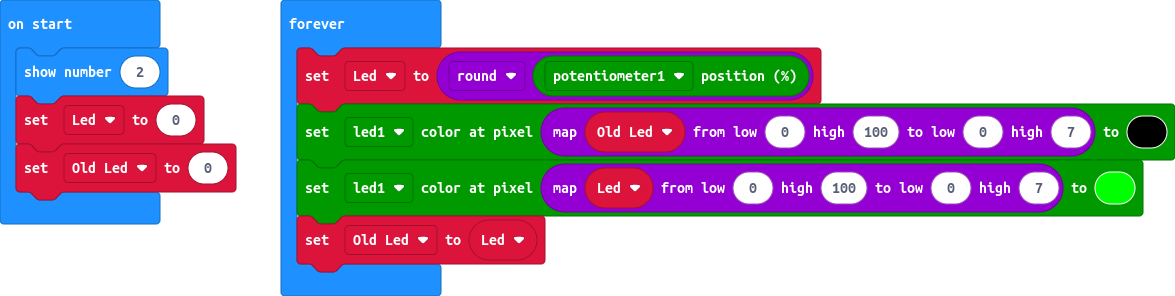 on start
show number 2
set Led to 0
set Old Led to 0
forever
set Led to round potentiometer1 position (%)
set led1 color at pixel map Old Led from low 0 high 100 to low 0 high 7 to
set led1 color at pixel map Led from low 0 high 100 to low 0 high 7 to
set Old Led to Led